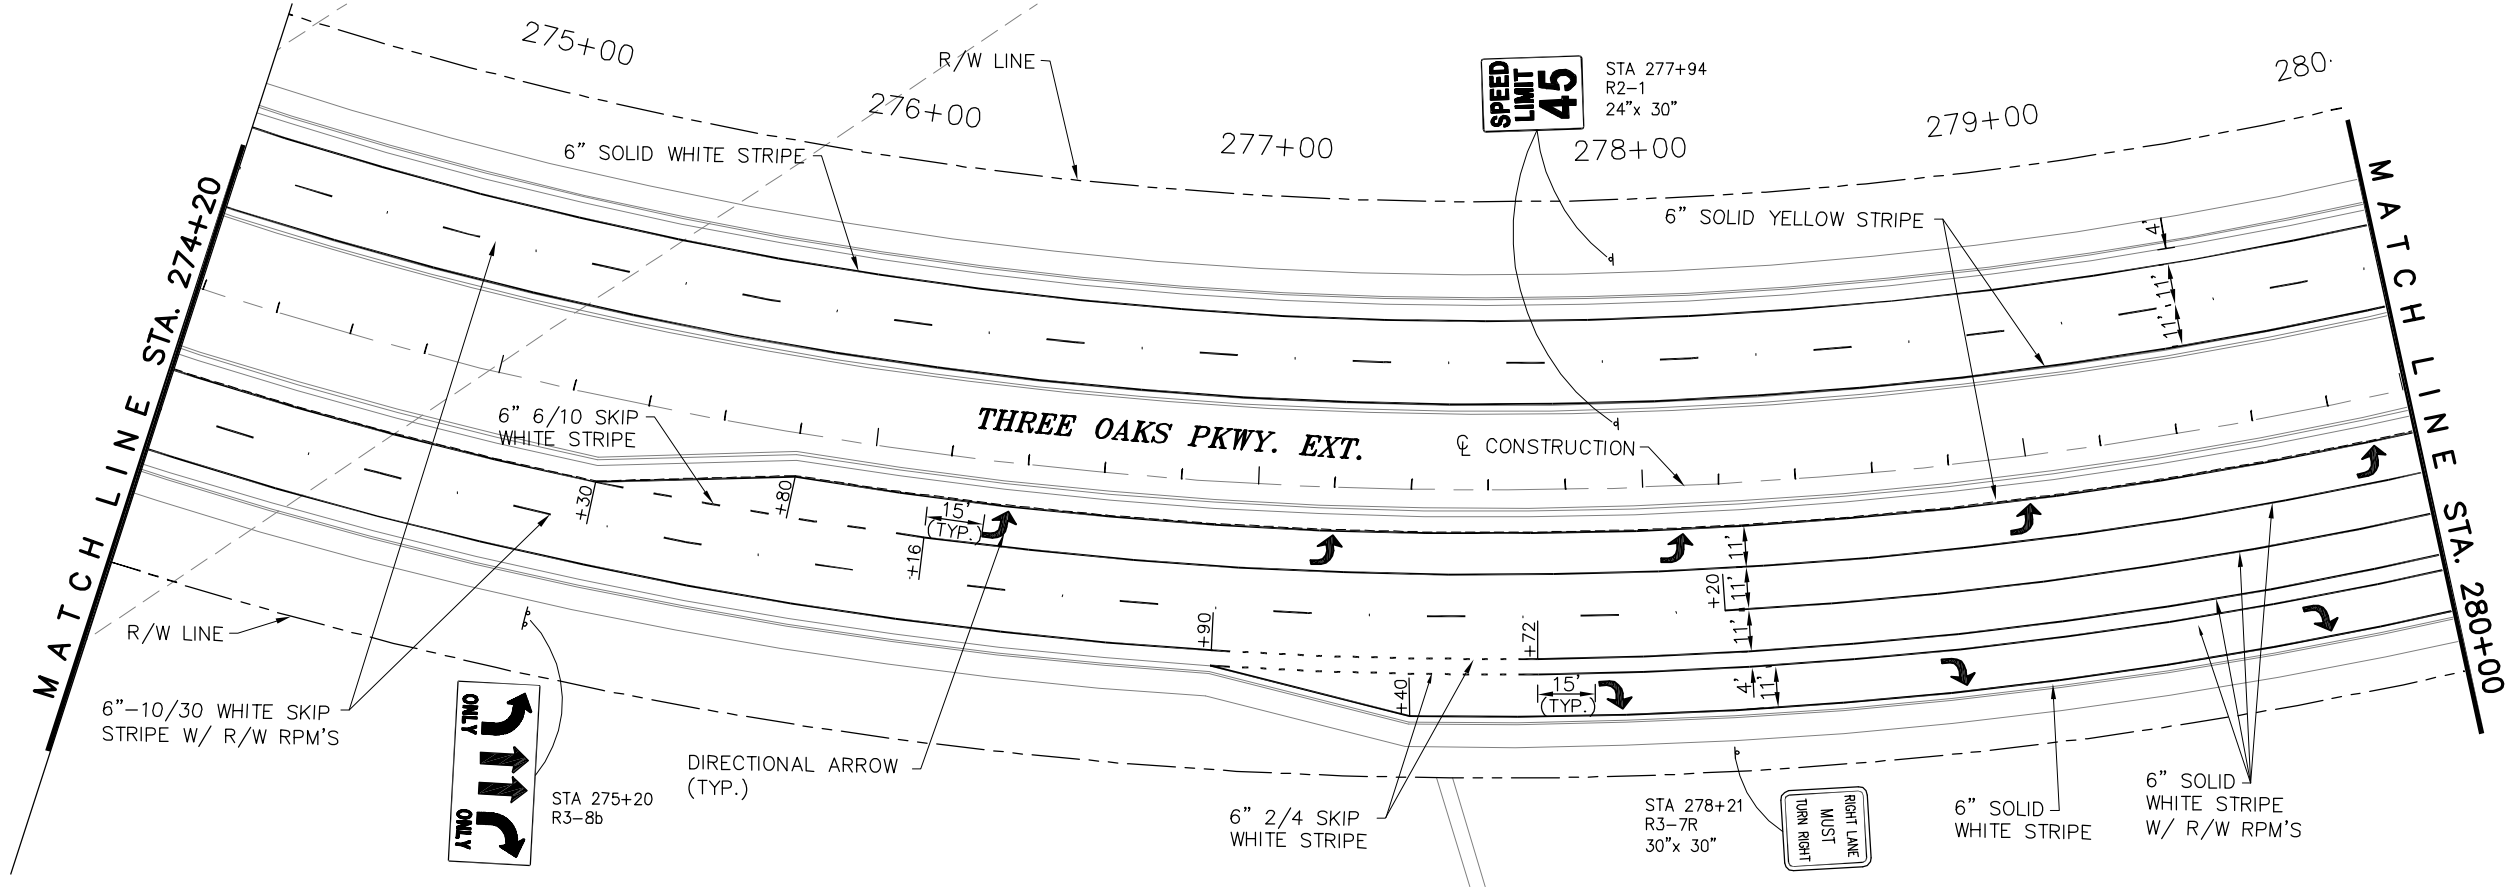 275+00
276+00
277+00
278+00
279+00
280.
R/W LINE
SPEED
LIMIT
45
STA 277+94
R2-1
24"x 30"
6" SOLID WHITE STRIPE
6" SOLID YELLOW STRIPE
4'
11'
11'
MATCH LINE STA. 274+20
MATCH LINE STA. 280+00
6" 6/10 SKIP
WHITE STRIPE
THREE OAKS PKWY. EXT.
℄ CONSTRUCTION
+30
+80
15'
(TYP.)
+16
11'
11'
+20
11'
+90
+72
+40
15'
(TYP.)
4'
11'
R/W LINE
6"-10/30 WHITE SKIP
STRIPE W/ R/W RPM'S
ONLY
ONLY
STA 275+20
R3-8b
DIRECTIONAL ARROW
(TYP.)
6" 2/4 SKIP
WHITE STRIPE
STA 278+21
R3-7R
30"x 30"
RIGHT LANE
MUST
TURN RIGHT
6" SOLID
WHITE STRIPE
6" SOLID
WHITE STRIPE
W/ R/W RPM'S